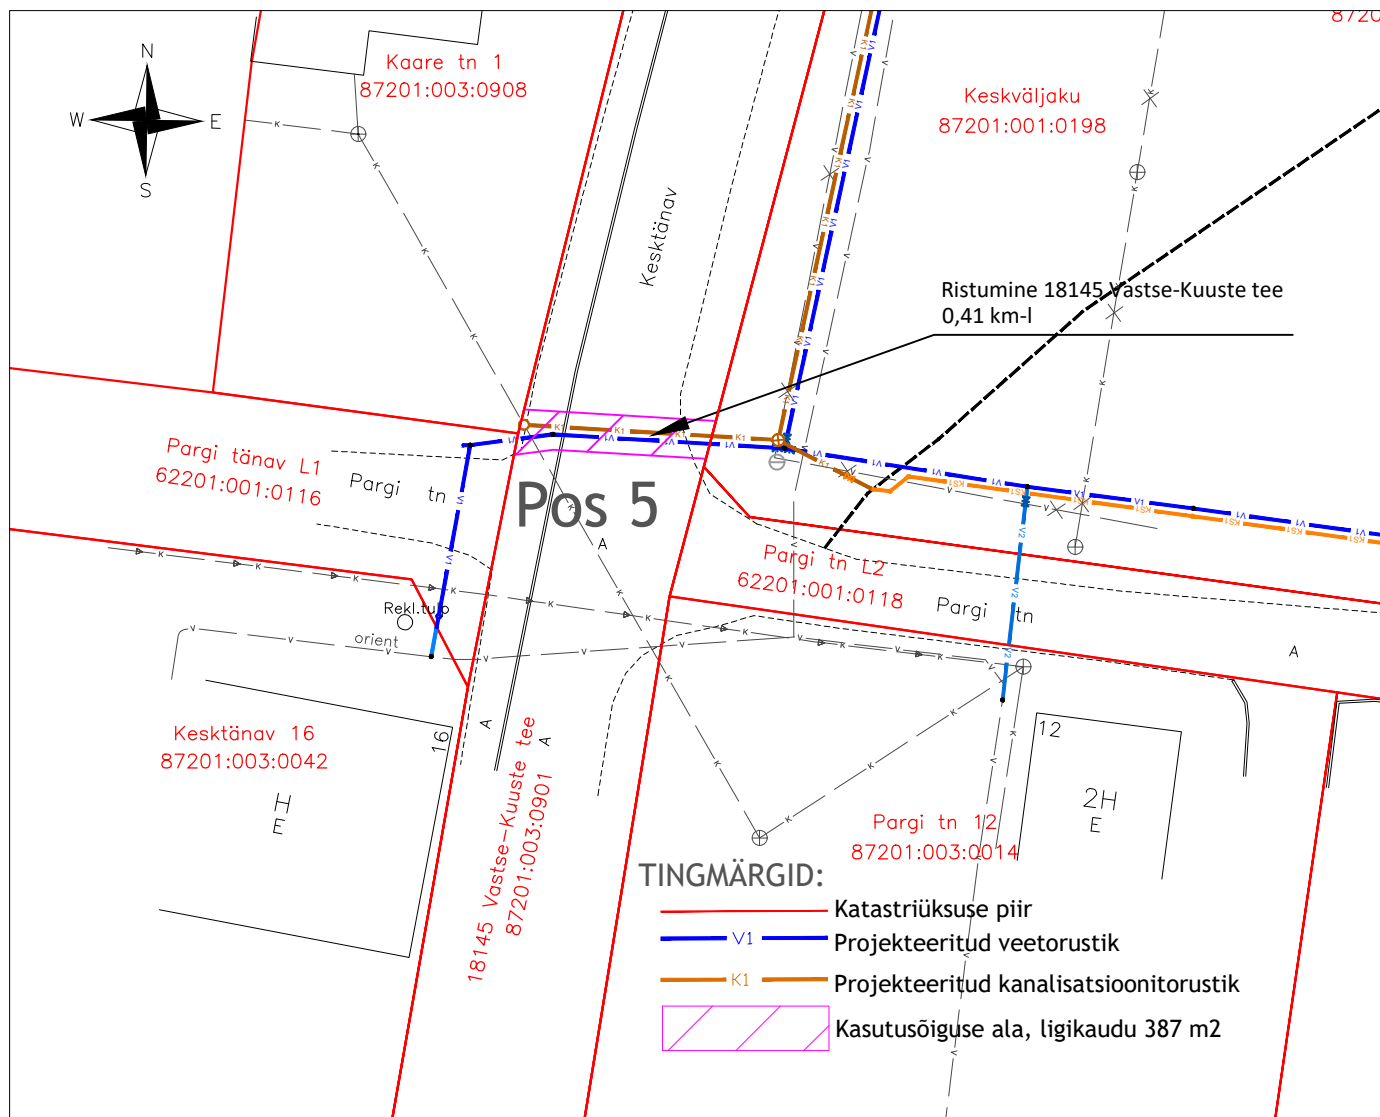 8720
N
W
E
S
Kaare tn 1
87201:003:0908
Keskväljaku
87201:001:0198
Kesktänav
Ristumine 18145 Vastse-Kuuste tee
0,41 km-l
Pargi tänav L1
62201:001:0116
Pargi tn
Pos 5
A
Pargi tn L2
62201:001:0118
Pargi tn
A
Rekl.tulp
orient
Kesktänav 16
87201:003:0042
16
H
E
A
A
18145 Vastse-Kuuste tee
87201:003:0901
12
2H
E
Pargi tn 12
87201:003:0014
TINGMÄRGID:
Katastriüksuse piir
V1
Projekteeritud veetorustik
K1
Projekteeritud kanalisatsioonitorustik
Kasutusõiguse ala, ligikaudu 387 m2